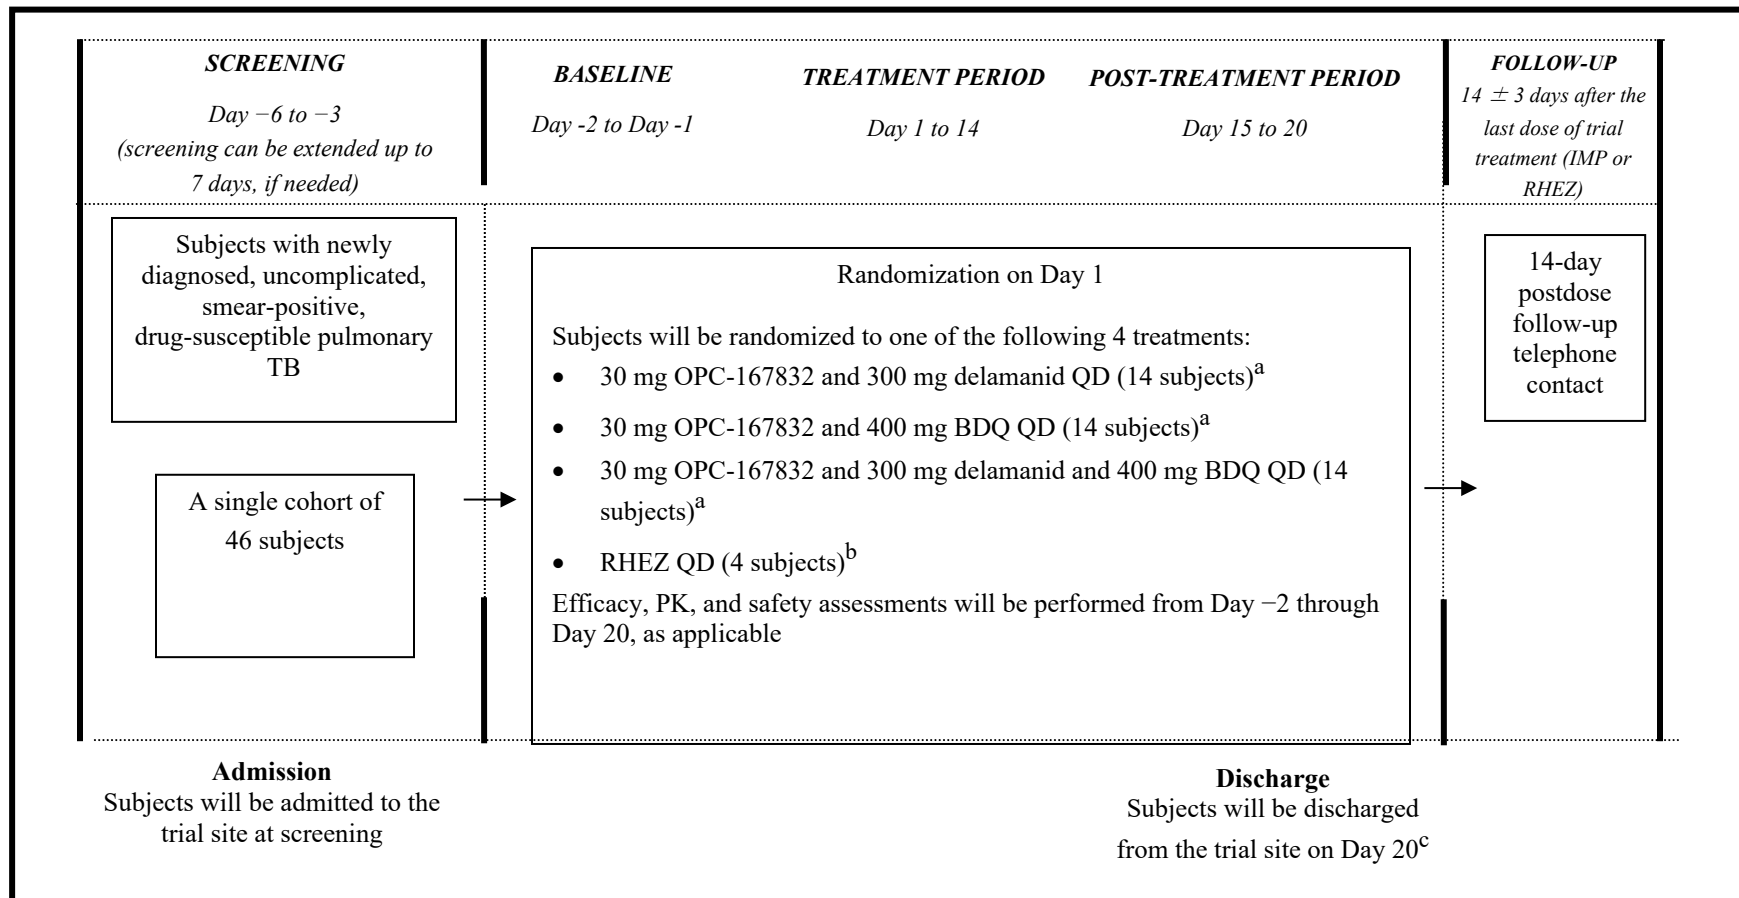 SCREENING
Day −6 to −3
(screening can be extended up to
7 days, if needed)
BASELINE
Day -2 to Day -1
TREATMENT PERIOD
Day 1 to 14
POST-TREATMENT PERIOD
Day 15 to 20
FOLLOW-UP
14 ± 3 days after the
last dose of trial
treatment (IMP or
RHEZ)
Subjects with newly
diagnosed, uncomplicated,
smear-positive,
drug-susceptible pulmonary
TB
A single cohort of
46 subjects
Randomization on Day 1
Subjects will be randomized to one of the following 4 treatments:
• 30 mg OPC-167832 and 300 mg delamanid QD (14 subjects)a
• 30 mg OPC-167832 and 400 mg BDQ QD (14 subjects)a
• 30 mg OPC-167832 and 300 mg delamanid and 400 mg BDQ QD (14
subjects)a
• RHEZ QD (4 subjects)b
Efficacy, PK, and safety assessments will be performed from Day −2 through
Day 20, as applicable
14-day
postdose
follow-up
telephone
contact
Admission
Subjects will be admitted to the
trial site at screening
Discharge
Subjects will be discharged
from the trial site on Day 20c